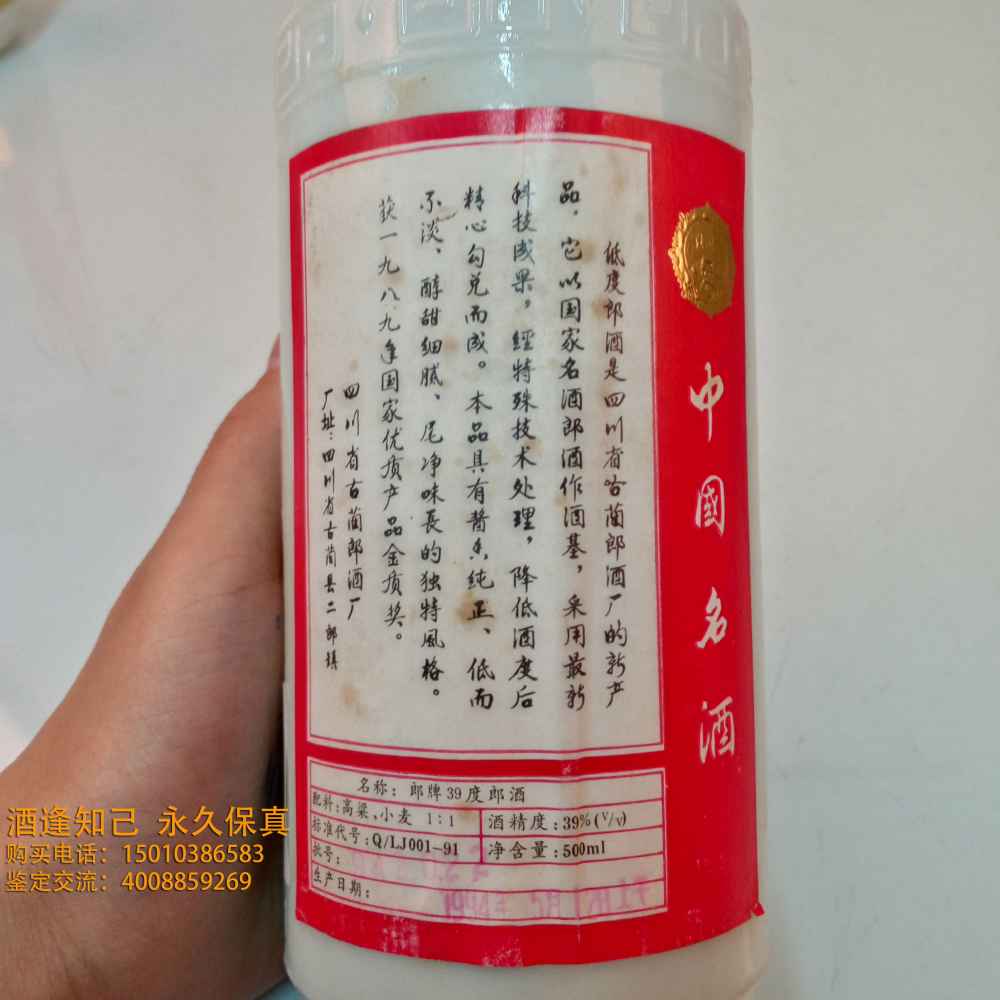 低度郎酒是四川省古蔺郎酒厂的新产
品，它以国家名酒郎酒作酒基，采用最新
科技成果，经特殊技术处理，降低酒度后
精心勾兑而成。本品具有酱香纯正、低而
不淡、醇甜细腻、尾净味長的独特風格。
获一九八九年国家优质产品金质奖。
四川省古蔺郎酒厂
厂址：四川省古蔺县二郎镇
中國名酒
名称：郎牌39度郎酒
配料：高粱、小麦 1:1
酒精度：39%(V/V)
标准代号：Q/LJ001-91
净含量：500ml
批号：
生产日期：
酒逢知己 永久保真
购买电话：15010386583
鉴定交流：4008859269